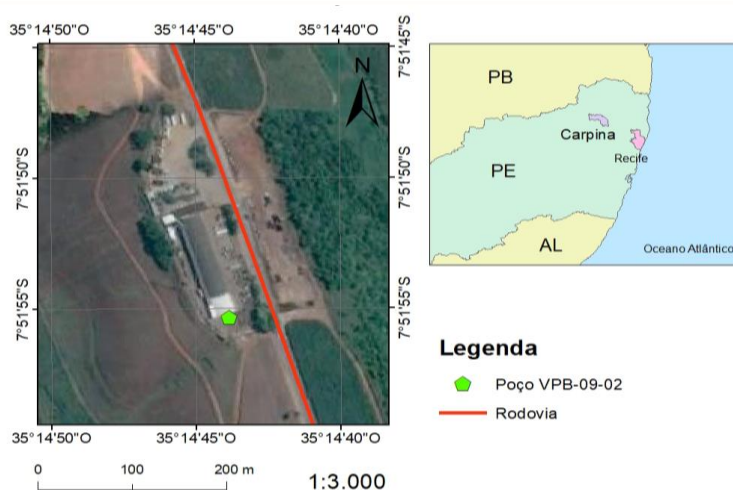 35°14'50"O
35°14'45"O
35°14'40"O
7°51'45"S
7°51'50"S
7°51'50"S
7°51'55"S
7°51'55"S
N
35°14'50"O
35°14'45"O
35°14'40"O
0 100 200 m
1:3.000
PB
Carpina
Recife
PE
AL
Oceano Atlântico
Legenda
Poço VPB-09-02
Rodovia